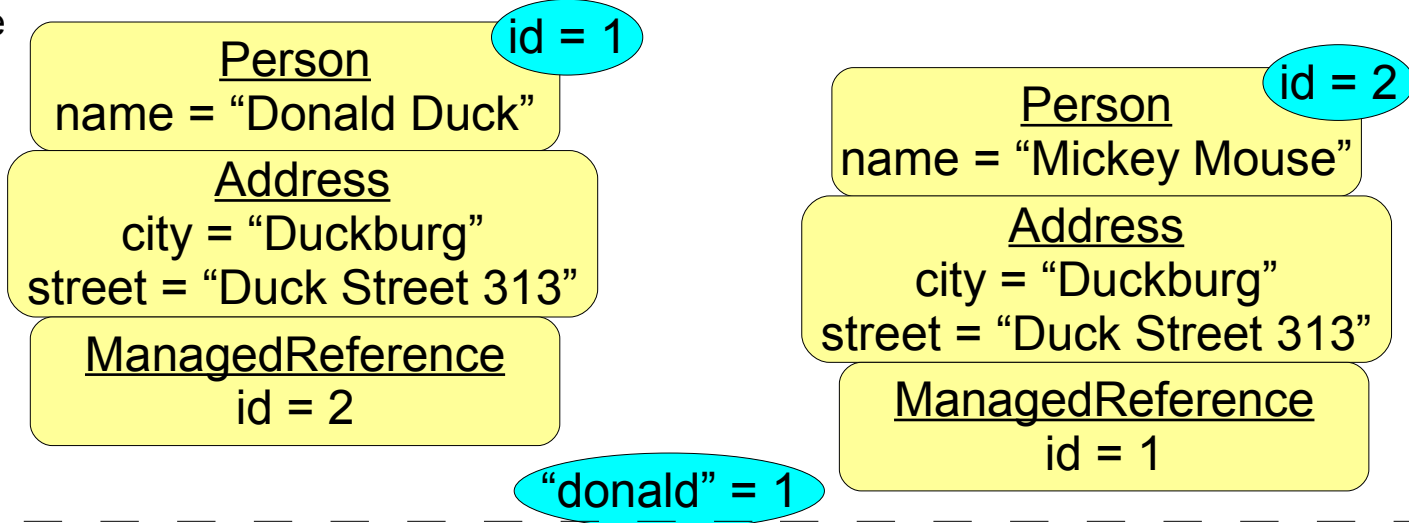 e
id = 1
Person
name = “Donald Duck”
Address
city = “Duckburg”
street = “Duck Street 313”
ManagedReference
id = 2
id = 2
Person
name = “Mickey Mouse”
Address
city = “Duckburg”
street = “Duck Street 313”
ManagedReference
id = 1
“donald” = 1